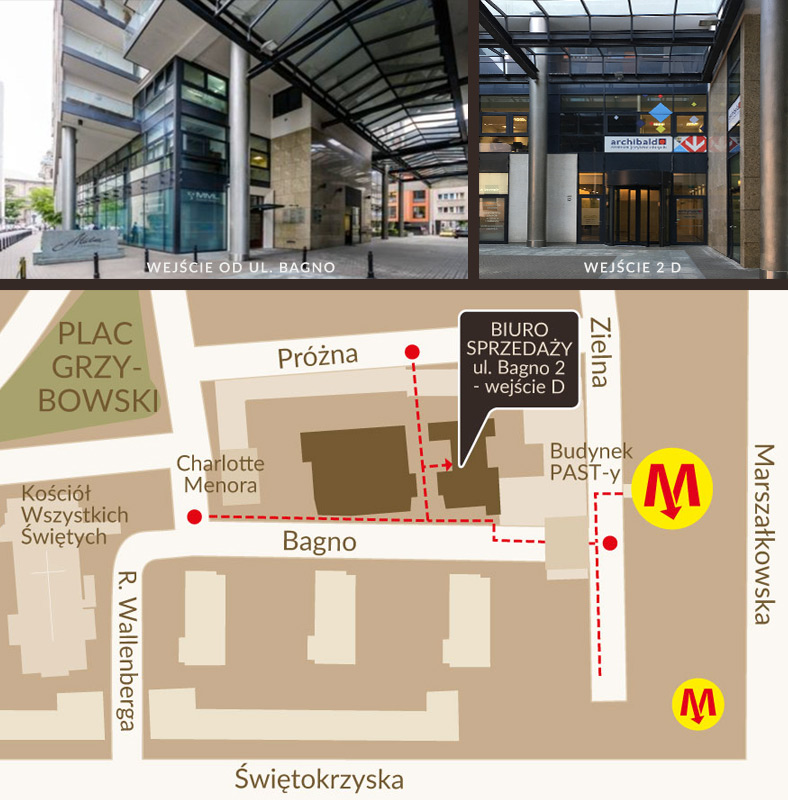 MML
WEJŚCIE OD UL. BAGNO
archibald
WEJŚCIE 2 D
PLAC
GRZY-
BOWSKI
Próżna
BIURO
SPRZEDAŻY
ul. Bagno 2
- wejście D
Zielna
Charlotte
Menora
Budynek
PAST-y
M
Marszałkowska
Kościół
Wszystkich
Świętych
Bagno
R. Wallenberga
M
Świętokrzyska